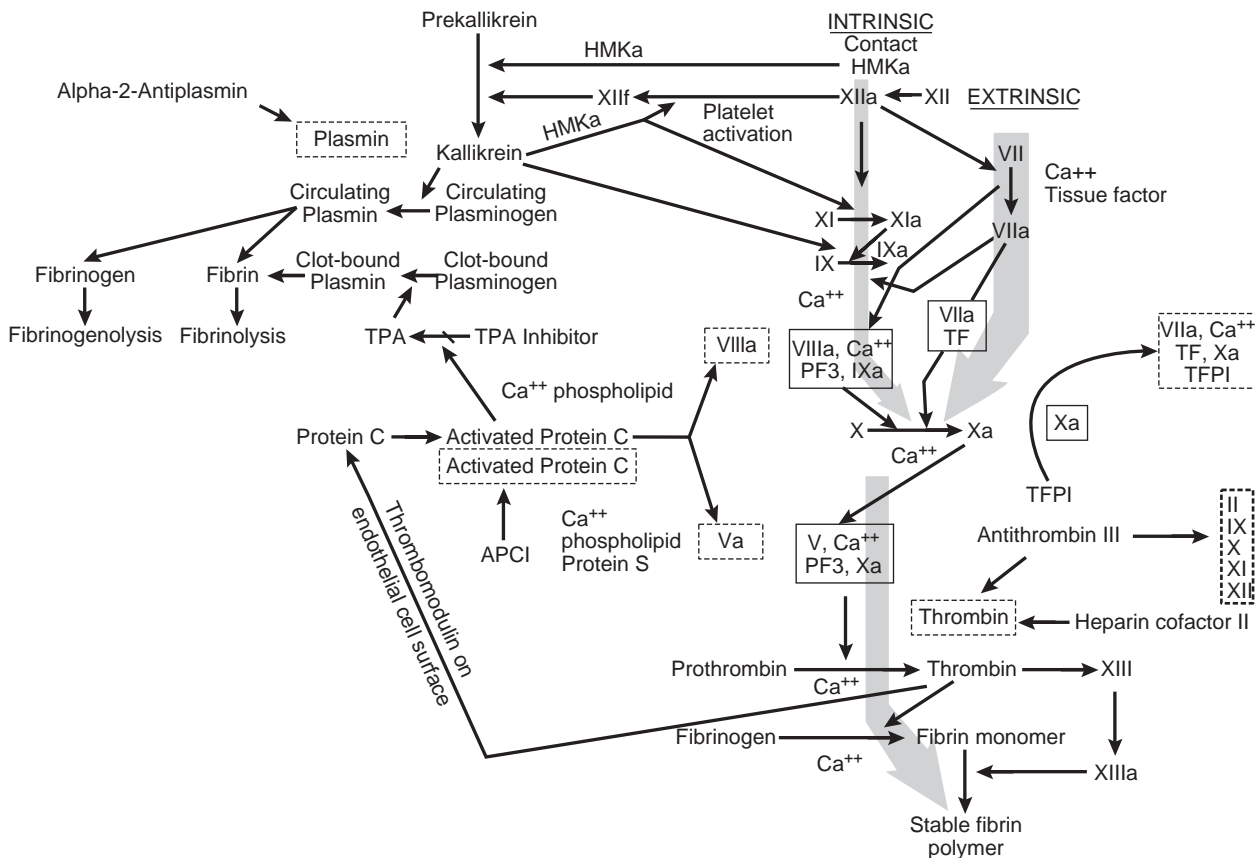 Prekallikrein
INTRINSIC
Contact
HMKa
HMKa
Alpha-2-Antiplasmin
XIIf
XIIa
XII
EXTRINSIC
Plasmin
HMKa
Platelet
activation
Kallikrein
VII
Ca++
Tissue factor
Circulating
Plasmin
Circulating
Plasminogen
XI
XIa
VIIa
Fibrinogen
Fibrin
Clot-bound
Plasmin
Clot-bound
Plasminogen
IX
IXa
Ca++
Fibrinogenolysis
Fibrinolysis
TPA
TPA Inhibitor
VIIIa
VIIIa, Ca++
PF3, IXa
VIIa
TF
VIIa, Ca++
TF, Xa
TFPI
Ca++ phospholipid
Protein C
Activated Protein C
Activated Protein C
X
Xa
Ca++
Xa
TFPI
Thrombomodulin on
endothelial cell surface
APCI
Ca++
phospholipid
Protein S
Va
V, Ca++
PF3, Xa
Antithrombin III
II
IX
X
XI
XII
Thrombin
Heparin cofactor II
Prothrombin
Ca++
Thrombin
XIII
Fibrinogen
Ca++
Fibrin monomer
XIIIa
Stable fibrin
polymer